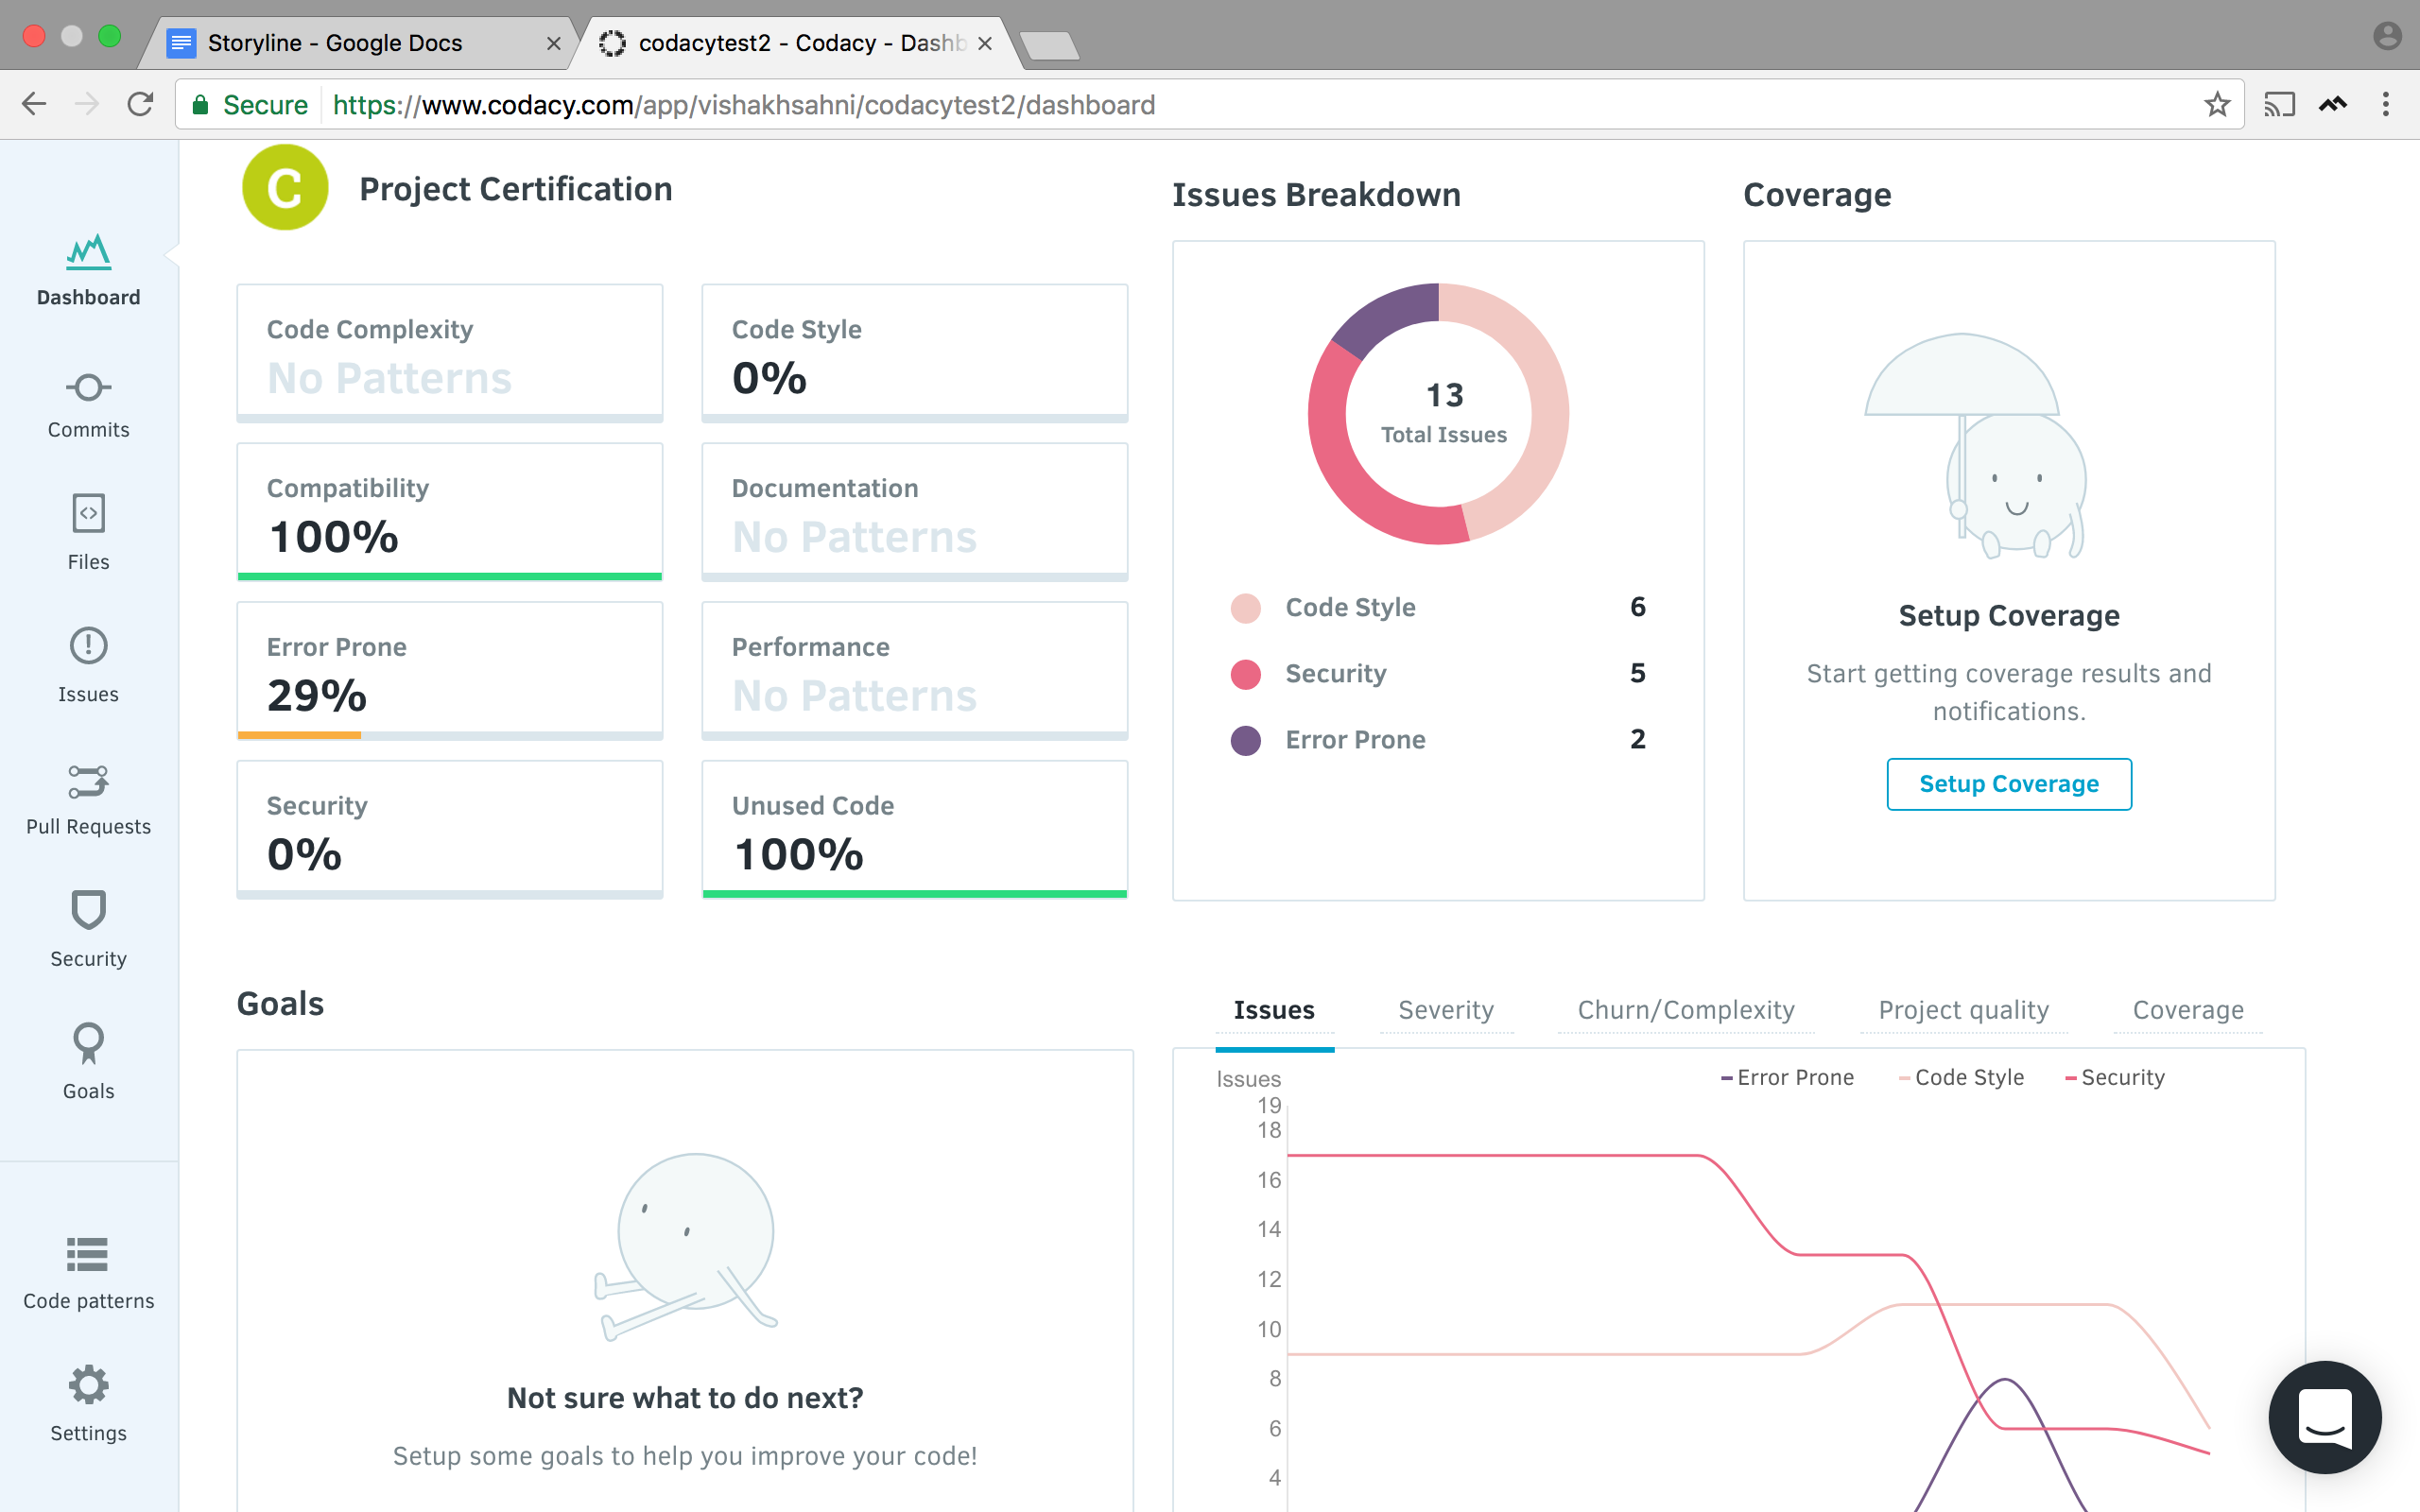 Storyline - Google Docs
codacytest2 - Codacy - Dashb
Secure
https://www.codacy.com/app/vishakhsahni/codacytest2/dashboard
Dashboard
Commits
Files
Issues
Pull Requests
Security
Goals
Code patterns
Settings
C
Project Certification
Code Complexity
No Patterns
Code Style
0%
Compatibility
100%
Documentation
No Patterns
Error Prone
29%
Performance
No Patterns
Security
0%
Unused Code
100%
Issues Breakdown
13
Total Issues
Code Style 6
Security 5
Error Prone 2
Coverage
Setup Coverage
Start getting coverage results and
notifications.
Setup Coverage
Goals
Not sure what to do next?
Setup some goals to help you improve your code!
Issues Severity Churn/Complexity Project quality Coverage
Issues
Error Prone Code Style Security
19
18
16
14
12
10
8
6
4